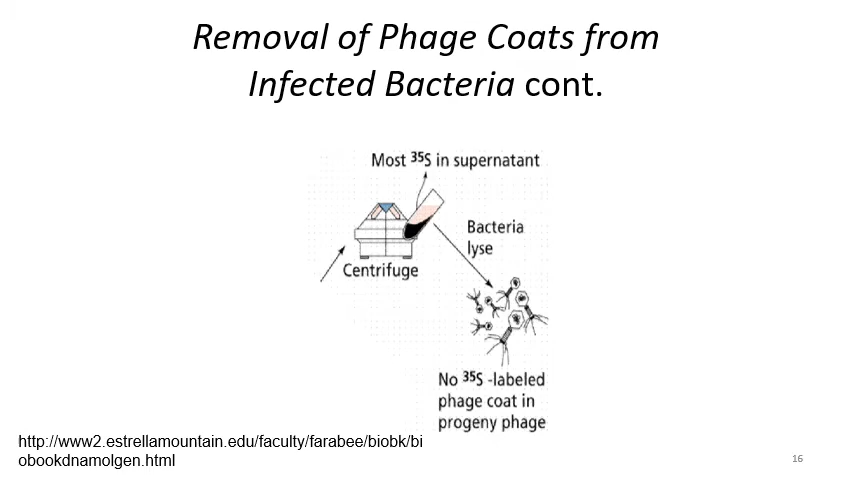 Removal of Phage Coats from
Infected Bacteria cont.
Most 35S in supernatant
Bacteria
lyse
Centrifuge
No 35S -labeled
phage coat in
progeny phage
http://www2.estrellamountain.edu/faculty/farabee/biobk/bi
obookdnamolgen.html
16